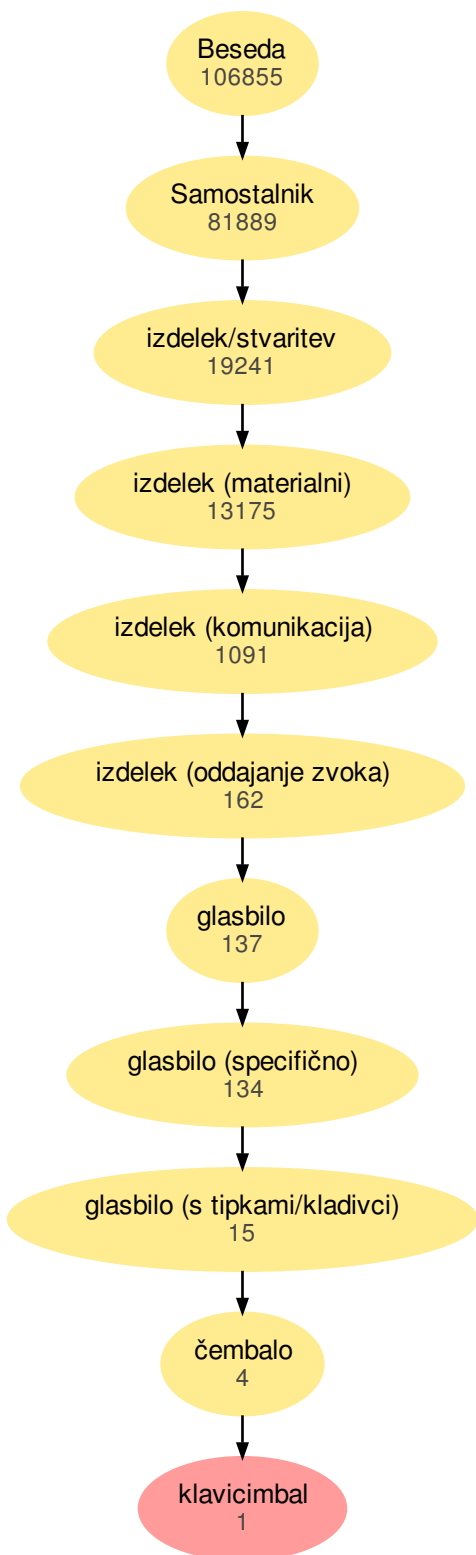 Beseda
106855
Samostalnik
81889
izdelek/stvaritev
19241
izdelek (materialni)
13175
izdelek (komunikacija)
1091
izdelek (oddajanje zvoka)
162
glasbilo
137
glasbilo (specifično)
134
glasbilo (s tipkami/kladivci)
15
čembalo
4
klavicimbal
1